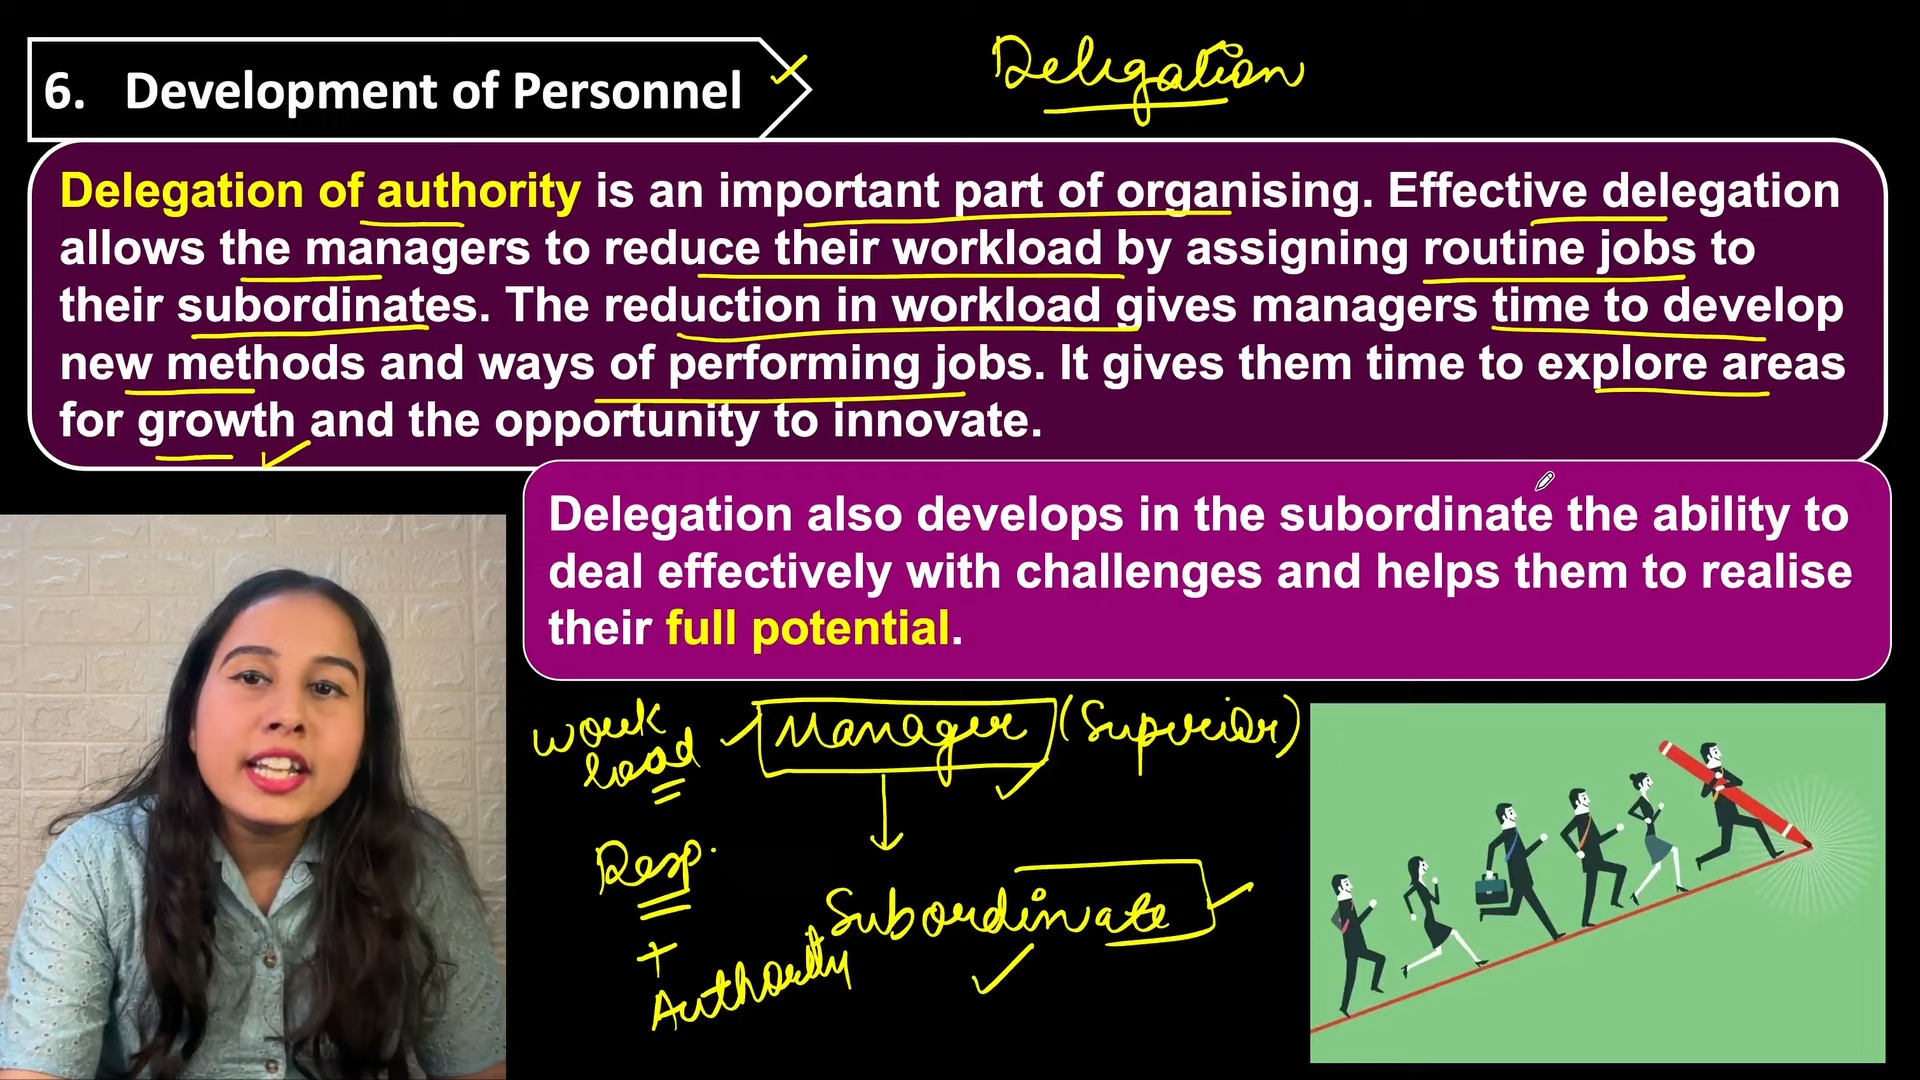 6. Development of Personnel
Delegation
Delegation of authority is an important part of organising. Effective delegation
allows the managers to reduce their workload by assigning routine jobs to
their subordinates. The reduction in workload gives managers time to develop
new methods and ways of performing jobs. It gives them time to explore areas
for growth and the opportunity to innovate.
Delegation also develops in the subordinate the ability to
deal effectively with challenges and helps them to realise
their full potential.
work
load
Manager (Superior)
Resp.
Subordinate
+
Authority